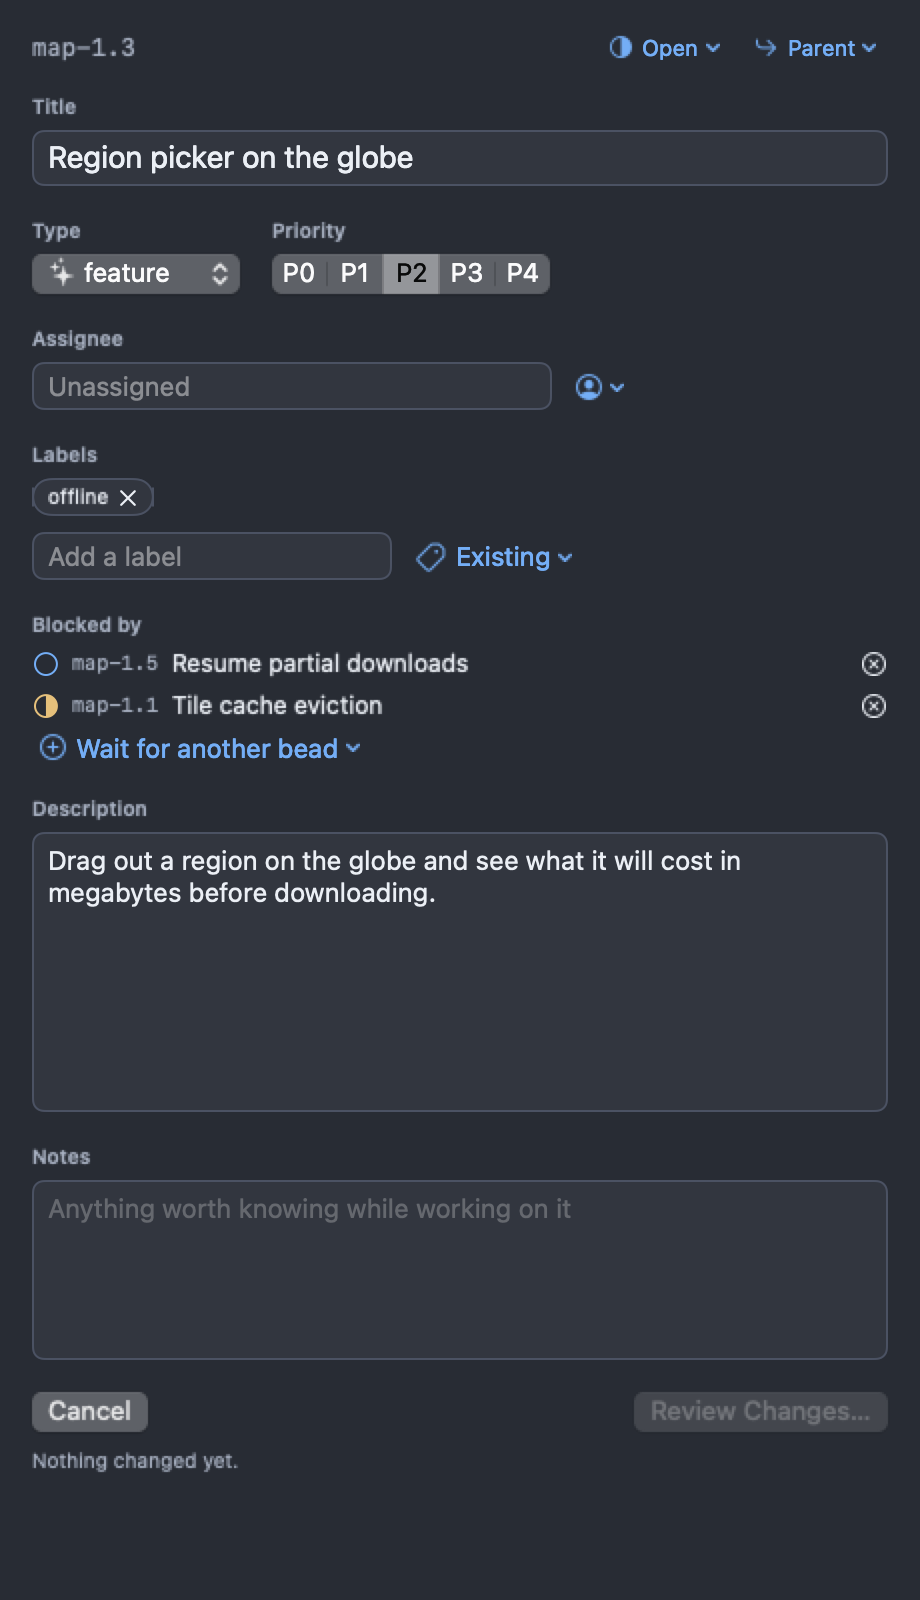 map-1.3
Open
Parent
Title
Region picker on the globe
Type
Priority
feature
P0 P1 P2 P3 P4
Assignee
Unassigned
Labels
offline
Add a label
Existing
Blocked by
map-1.5 Resume partial downloads
map-1.1 Tile cache eviction
Wait for another bead
Description
Drag out a region on the globe and see what it will cost in
megabytes before downloading.
Notes
Anything worth knowing while working on it
Cancel
Review Changes...
Nothing changed yet.